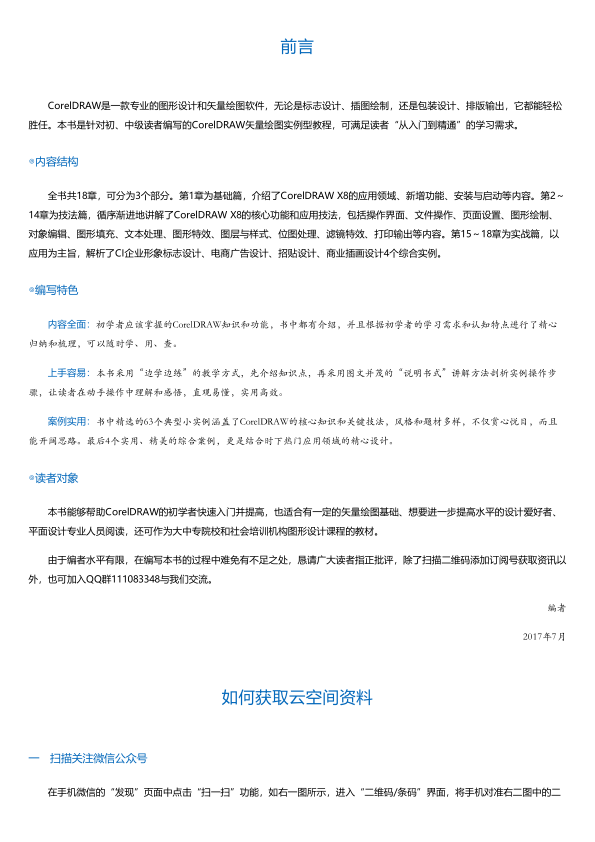 前言
CorelDRAW是一款专业的图形设计和矢量绘图软件，无论是标志设计、插图绘制，还是包装设计、排版输出，它都能轻松
胜任。本书是针对初、中级读者编写的CorelDRAW矢量绘图实例型教程，可满足读者“从入门到精通”的学习需求。
◎内容结构
全书共18章，可分为3个部分。第1章为基础篇，介绍了CorelDRAW X8的应用领域、新增功能、安装与启动等内容。第2～
14章为技法篇，循序渐进地讲解了CorelDRAW X8的核心功能和应用技法，包括操作界面、文件操作、页面设置、图形绘制、
对象编辑、图形填充、文本处理、图形特效、图层与样式、位图处理、滤镜特效、打印输出等内容。第15～18章为实战篇，以
应用为主旨，解析了CI企业形象标志设计、电商广告设计、招贴设计、商业插画设计4个综合实例。
◎编写特色
内容全面：初学者应该掌握的CorelDRAW知识和功能，书中都有介绍，并且根据初学者的学习需求和认知特点进行了精心
归纳和梳理，可以随时学、用、查。
上手容易：本书采用“边学边练”的教学方式，先介绍知识点，再采用图文并茂的“说明书式”讲解方法剖析实例操作步
骤，让读者在动手操作中理解和感悟，直观易懂，实用高效。
案例实用：书中精选的63个典型小实例涵盖了CorelDRAW的核心知识和关键技法，风格和题材多样，不仅赏心悦目，而且
能开阔思路。最后4个实用、精美的综合案例，更是结合时下热门应用领域的精心设计。
◎读者对象
本书能够帮助CorelDRAW的初学者快速入门并提高，也适合有一定的矢量绘图基础、想要进一步提高水平的设计爱好者、
平面设计专业人员阅读，还可作为大中专院校和社会培训机构图形设计课程的教材。
由于编者水平有限，在编写本书的过程中难免有不足之处，恳请广大读者指正批评，除了扫描二维码添加订阅号获取资讯以
外，也可加入QQ群111083348与我们交流。
编者
2017年7月
如何获取云空间资料
一 扫描关注微信公众号
在手机微信的“发现”页面中点击“扫一扫”功能，如右一图所示，进入“二维码/条码”界面，将手机对准右二图中的二